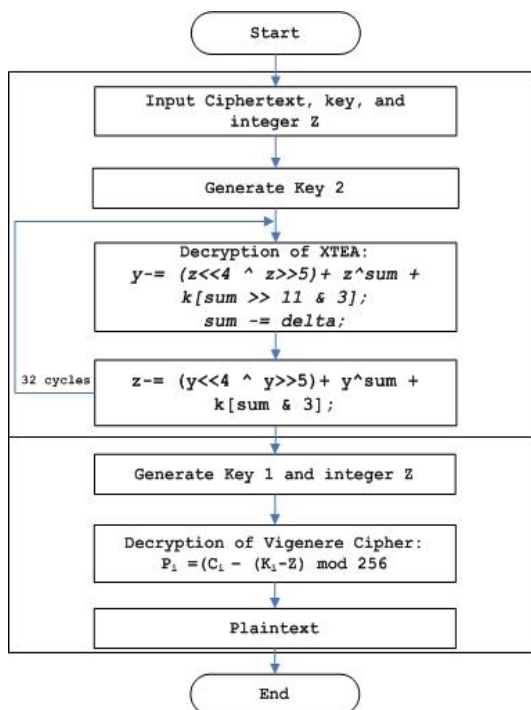 Start
Input Ciphertext, key, and
integer Z
Generate Key 2
Decryption of XTEA:
y-= (z<<4 ^ z>>5)+ z^sum +
k[sum >> 11 & 3];
sum -= delta;
32 cycles
z-= (y<<4 ^ y>>5)+ y^sum +
k[sum & 3];
Generate Key 1 and integer Z
Decryption of Vigenere Cipher:
Pᵢ =(Cᵢ – (Kᵢ-Z) mod 256
Plaintext
End